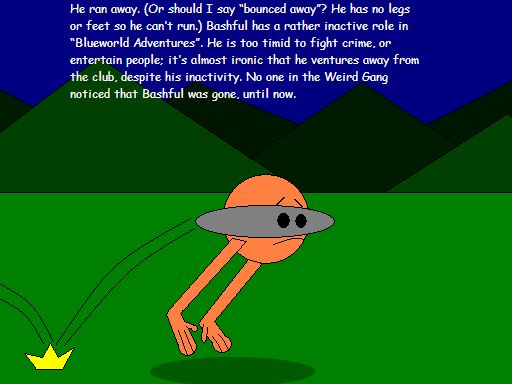 He ran away. (Or should I say “bounced away”? He has no legs
or feet so he can’t run.) Bashful has a rather inactive role in
“Blueworld Adventures”. He is too timid to fight crime, or
entertain people; it’s almost ironic that he ventures away from
the club, despite his inactivity. No one in the Weird Gang
noticed that Bashful was gone, until now.